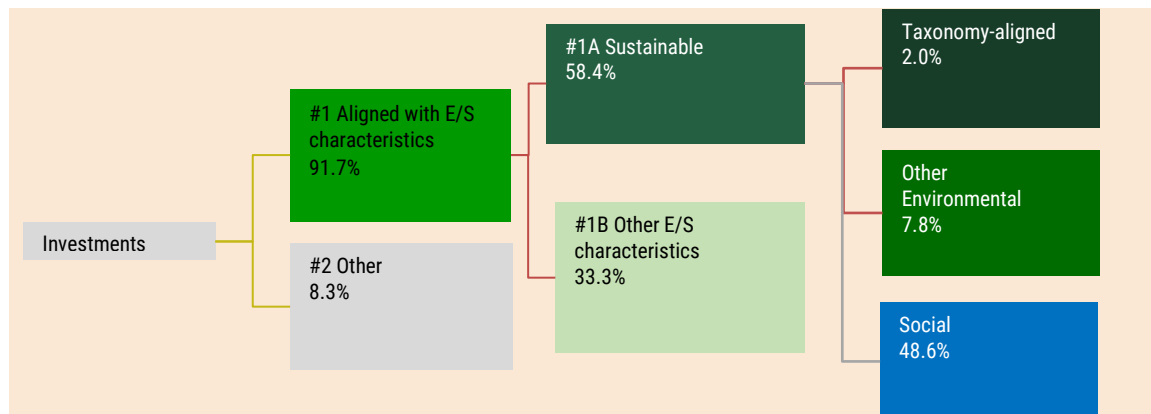 Investments
#1 Aligned with E/S
characteristics
91.7%
#2 Other
8.3%
#1A Sustainable
58.4%
#1B Other E/S
characteristics
33.3%
Taxonomy-aligned
2.0%
Other
Environmental
7.8%
Social
48.6%